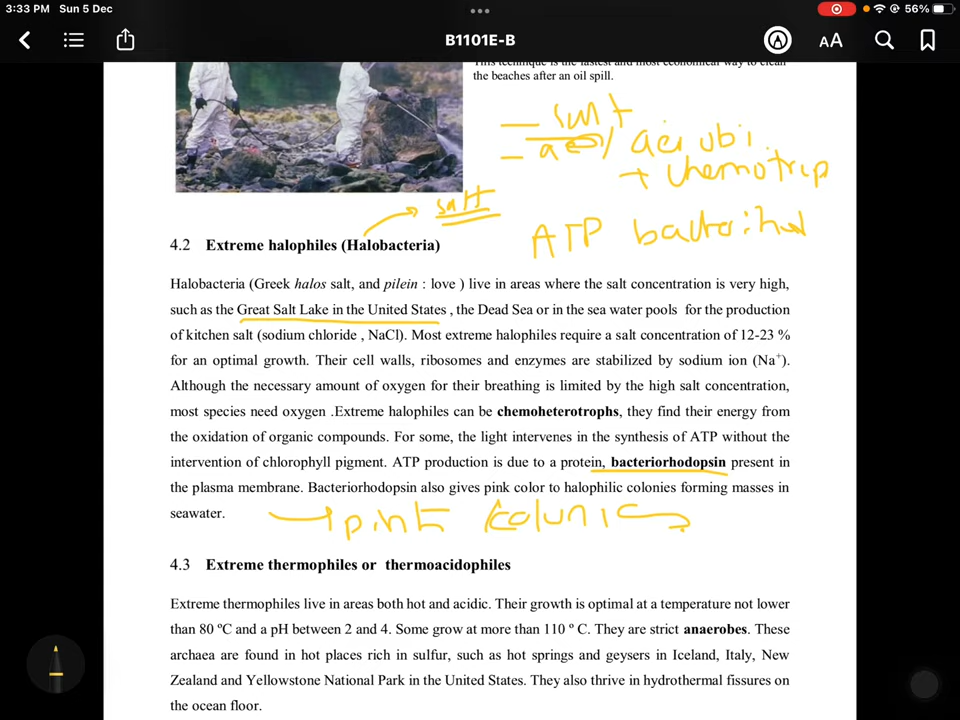 3:33 PM Sun 5 Dec
56%
B1101E-B
AA
This technique is the fastest and most economical way to clean
the beaches after an oil spill.
salt
+ chemotrip
salt
ATP
4.2 Extreme halophiles (Halobacteria)
Halobacteria (Greek halos salt, and pilein : love ) live in areas where the salt concentration is very high,
such as the Great Salt Lake in the United States , the Dead Sea or in the sea water pools for the production
of kitchen salt (sodium chloride , NaCl). Most extreme halophiles require a salt concentration of 12-23 %
for an optimal growth. Their cell walls, ribosomes and enzymes are stabilized by sodium ion (Na⁺).
Although the necessary amount of oxygen for their breathing is limited by the high salt concentration,
most species need oxygen .Extreme halophiles can be chemoheterotrophs, they find their energy from
the oxidation of organic compounds. For some, the light intervenes in the synthesis of ATP without the
intervention of chlorophyll pigment. ATP production is due to a protein, bacteriorhodopsin present in
the plasma membrane. Bacteriorhodopsin also gives pink color to halophilic colonies forming masses in
seawater.
pink colonies
4.3 Extreme thermophiles or thermoacidophiles
Extreme thermophiles live in areas both hot and acidic. Their growth is optimal at a temperature not lower
than 80 ºC and a pH between 2 and 4. Some grow at more than 110 º C. They are strict anaerobes. These
archaea are found in hot places rich in sulfur, such as hot springs and geysers in Iceland, Italy, New
Zealand and Yellowstone National Park in the United States. They also thrive in hydrothermal fissures on
the ocean floor.